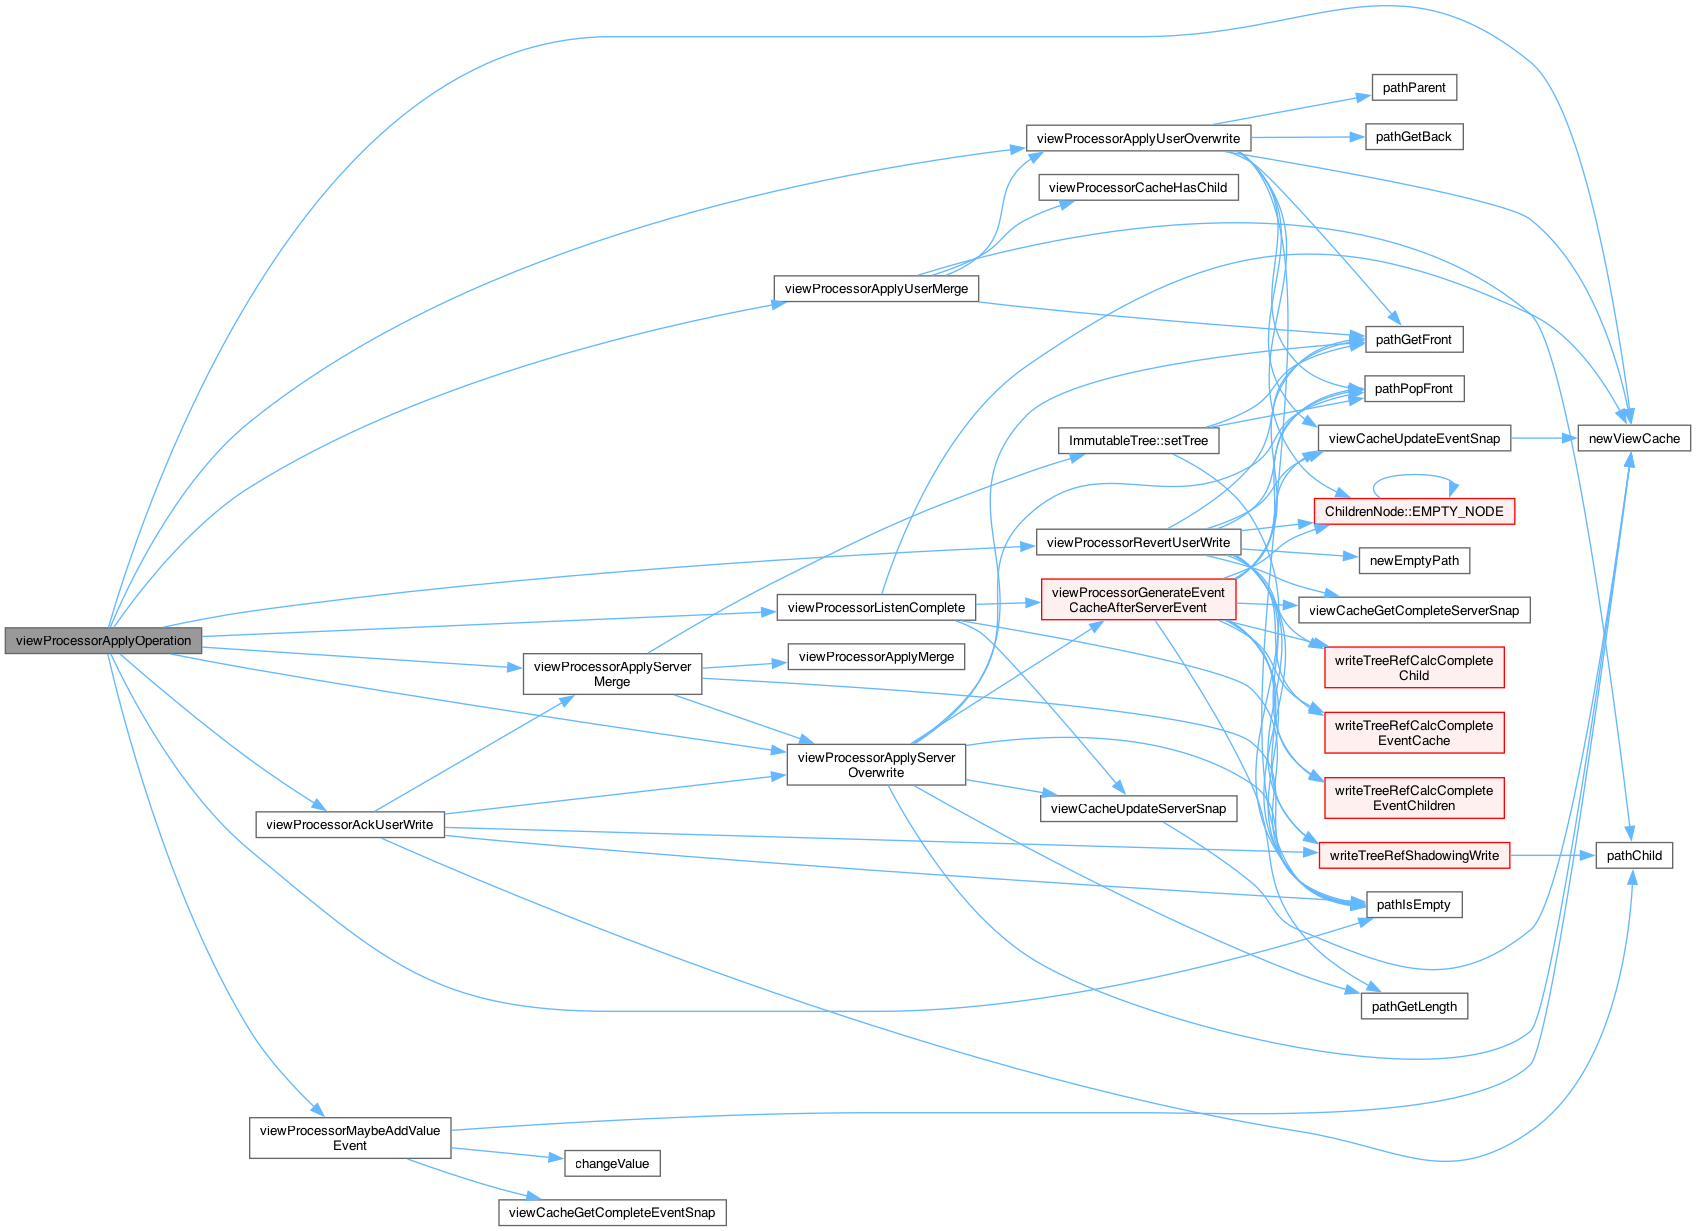 pathParent
viewProcessorApplyUserOverwrite
pathGetBack
viewProcessorCacheHasChild
viewProcessorApplyUserMerge
pathGetFront
pathPopFront
ImmutableTree::setTree
viewCacheUpdateEventSnap
newViewCache
ChildrenNode::EMPTY_NODE
viewProcessorRevertUserWrite
newEmptyPath
viewProcessorGenerateEvent
CacheAfterServerEvent
viewProcessorListenComplete
viewCacheGetCompleteServerSnap
viewProcessorApplyOperation
viewProcessorApplyMerge
viewProcessorApplyServer
Merge
writeTreeRefCalcComplete
Child
writeTreeRefCalcComplete
EventCache
viewProcessorApplyServer
Overwrite
writeTreeRefCalcComplete
EventChildren
viewCacheUpdateServerSnap
viewProcessorAckUserWrite
writeTreeRefShadowingWrite
pathChild
pathIsEmpty
pathGetLength
viewProcessorMaybeAddValue
Event
changeValue
viewCacheGetCompleteEventSnap